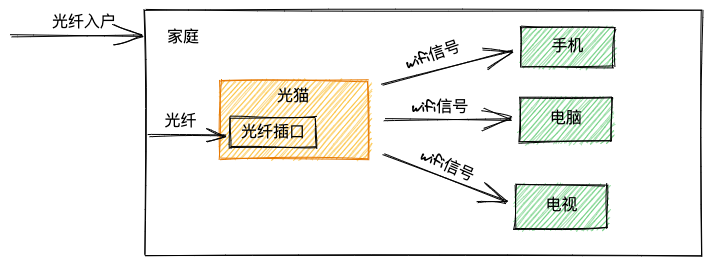 光纤入户
家庭
wifi信号
手机
光猫
wifi信号
电脑
光纤
光纤插口
wifi信号
电视